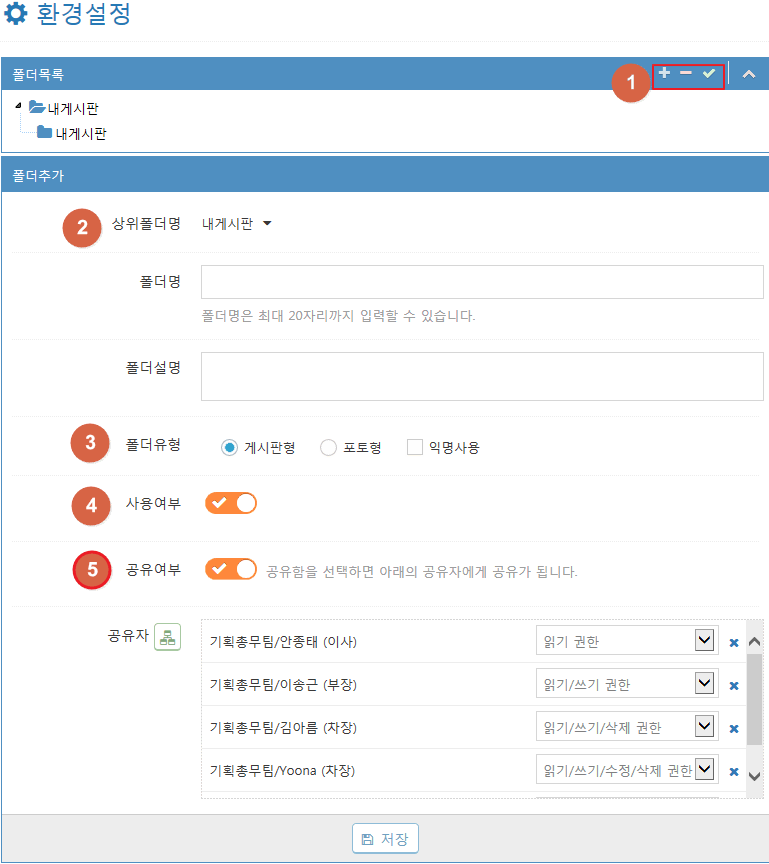 환경설정
폴더목록
1
내게시판
내게시판
폴더추가
2 상위폴더명 내게시판
폴더명
폴더명은 최대 20자리까지 입력할 수 있습니다.
폴더설명
3 폴더유형 게시판형 포토형 익명사용
4 사용여부
5 공유여부 공유함을 선택하면 아래의 공유자에게 공유가 됩니다.
공유자 기획총무팀/안종태 (이사) 읽기 권한
기획총무팀/이송근 (부장) 읽기/쓰기 권한
기획총무팀/김아름 (차장) 읽기/쓰기/삭제 권한
기획총무팀/Yoona (차장) 읽기/쓰기/수정/삭제 권한
저장